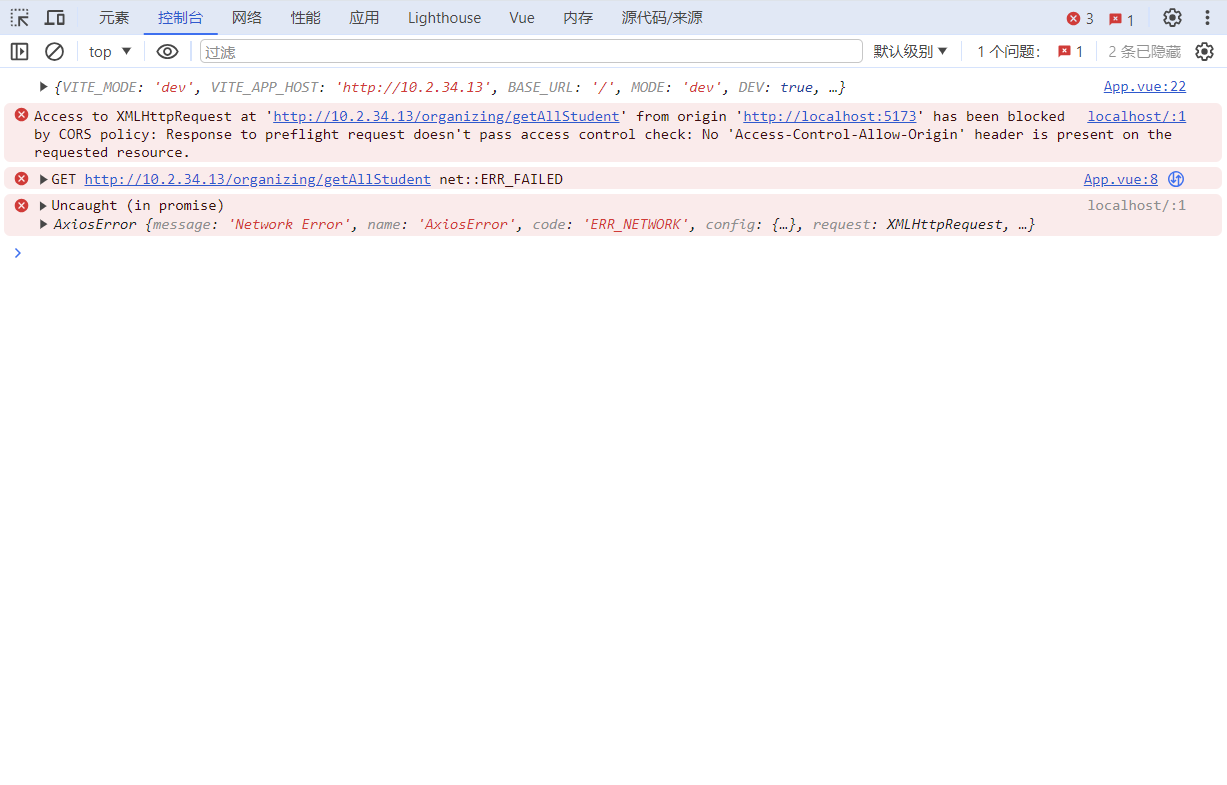 元素 控制台 网络 性能 应用 Lighthouse Vue 内存 源代码/来源 3 1
top 过滤 默认级别 1 个问题： 1 2 条已隐藏
{VITE_MODE: 'dev', VITE_APP_HOST: 'http://10.2.34.13', BASE_URL: '/', MODE: 'dev', DEV: true, …} App.vue:22
Access to XMLHttpRequest at 'http://10.2.34.13/organizing/getAllStudent' from origin 'http://localhost:5173' has been blocked localhost/:1
by CORS policy: Response to preflight request doesn't pass access control check: No 'Access-Control-Allow-Origin' header is present on the
requested resource.
GET http://10.2.34.13/organizing/getAllStudent net::ERR_FAILED App.vue:8
Uncaught (in promise) localhost/:1
AxiosError {message: 'Network Error', name: 'AxiosError', code: 'ERR_NETWORK', config: {…}, request: XMLHttpRequest, …}